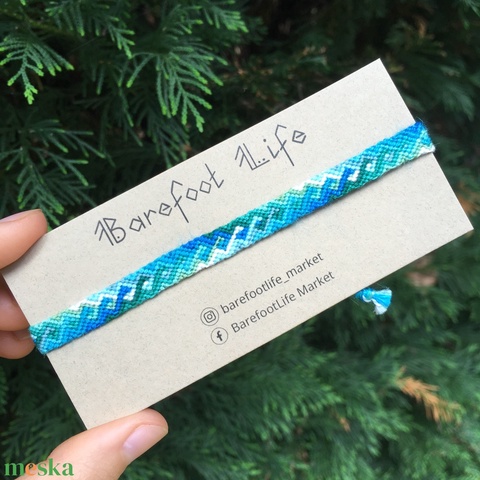 Barefoot Life
barefootlife_market
BarefootLife Market
meska